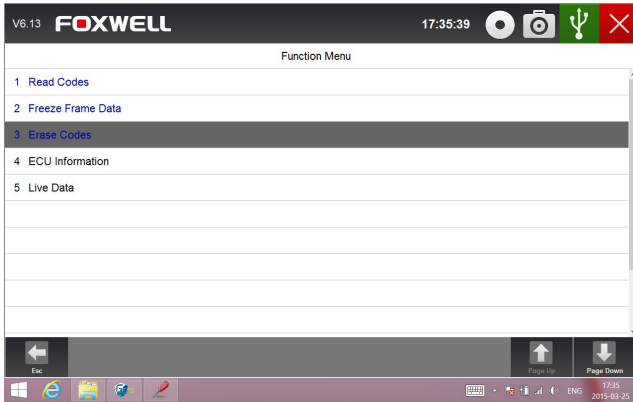 V6.13 FOXWELL 17:35:39
Function Menu
1 Read Codes
2 Freeze Frame Data
3 Erase Codes
4 ECU Information
5 Live Data
Esc Page Up Page Down
ENG 17:35
2015-03-25